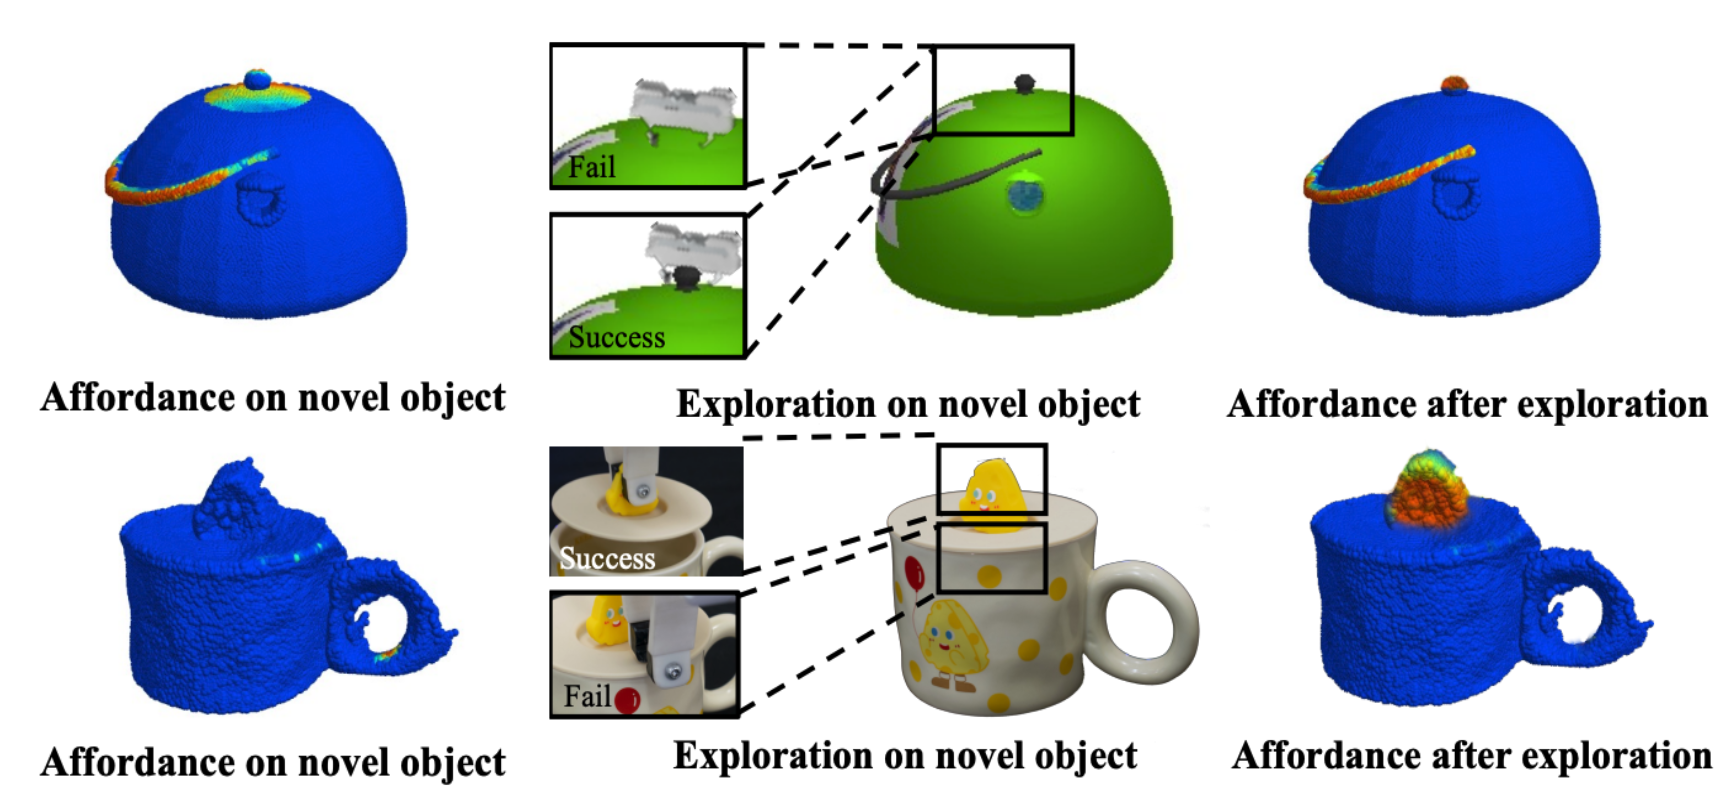 Fail
Success
Affordance on novel object
Exploration on novel object
Affordance after exploration
Success
Fail
Affordance on novel object
Exploration on novel object
Affordance after exploration